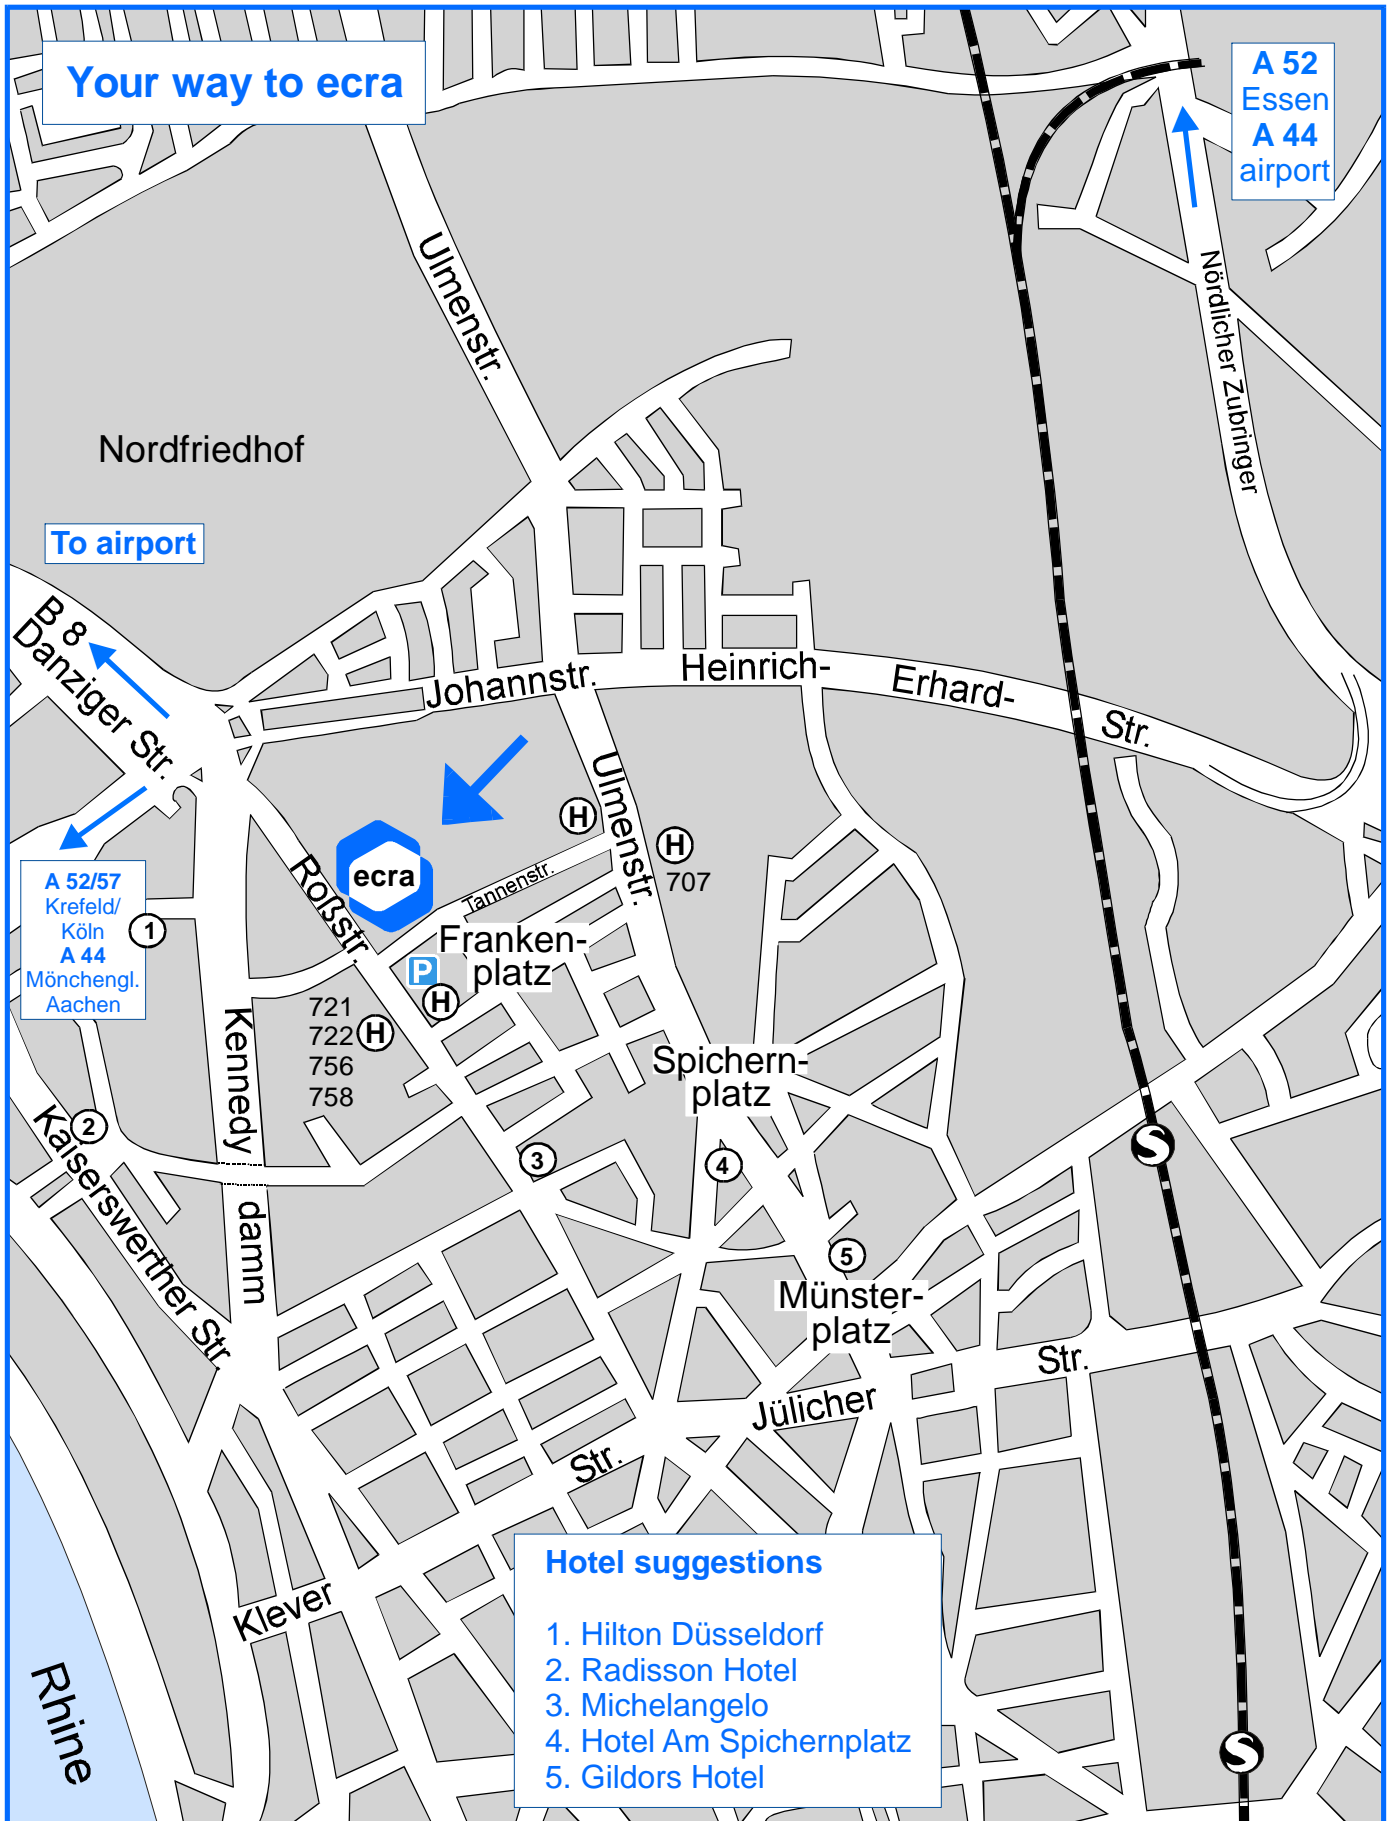 Your way to ecra
A 52
Essen
A 44
airport
Ulmenstr.
Nördlicher Zubringer
Nordfriedhof
To airport
B 8
Danziger Str.
Johannstr.
Heinrich-
Erhard-
Str.
Ulmenstr.
H
H
707
ecra
Roßstr.
Tannenstr.
A 52/57
Krefeld/
Köln
A 44
Mönchengl.
Aachen
1
Franken-
platz
P
H
721
722
756
758
H
Kennedy
damm
Spichern-
platz
2
Kaiserswerther Str.
3
4
S
5
Münster-
platz
Str.
Jülicher
Str.
Klever
Rhine
Hotel suggestions
1. Hilton Düsseldorf
2. Radisson Hotel
3. Michelangelo
4. Hotel Am Spichernplatz
5. Gildors Hotel
S